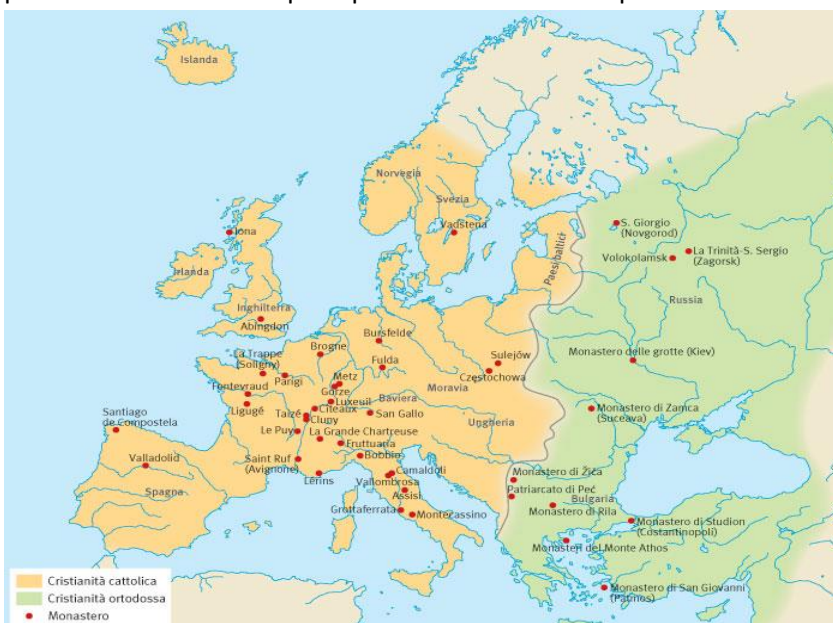 Islanda
Norvegia
Svezia
Vadstena
Iona
Irlanda
Inghilterra
Abingdon
Paesi baltici
S. Giorgio
(Novgorod)
Volokolamsk
La Trinità-S. Sergio
(Zagorsk)
Russia
Bursfelde
Brogne
Fulda
Sulejów
Częstochowa
Monastero delle grotte (Kiev)
La Trappe
(Soligny)
Parigi
Metz
Gorze
Moravia
Fontevraud
Luxeuil
Baviera
Ligugé
Taizé
Cîteaux
San Gallo
Cluny
Monastero di Zamca
(Suceava)
Ungheria
Santiago
de Compostela
Le Puy
La Grande Chartreuse
Fruttuaria
Valladolid
Saint Ruf
(Avignone)
Bobbio
Lérins
Camaldoli
Vallombrosa
Spagna
Assisi
Monastero di Žiča
Patriarcato di Peć
Bulgaria
Monastero di Rila
Grottaferrata
Montecassino
Monastero di Studion
(Costantinopoli)
Monasteri del Monte Athos
Monastero di San Giovanni
(Patmos)
Cristianità cattolica
Cristianità ortodossa
Monastero